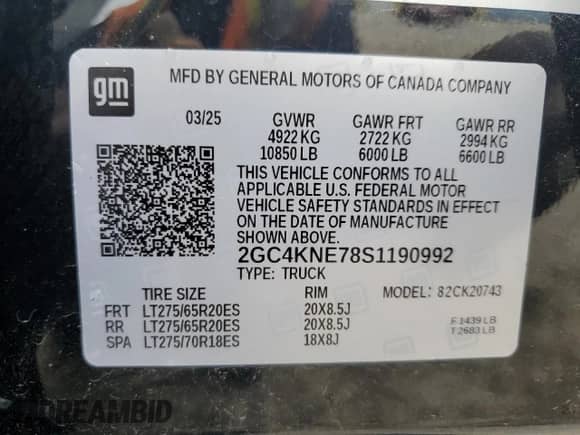 gm
MFD BY GENERAL MOTORS OF CANADA COMPANY
03/25 GVWR GAWR FRT GAWR RR
4922 KG 2722 KG 2994 KG
10850 LB 6000 LB 6600 LB
THIS VEHICLE CONFORMS TO ALL
APPLICABLE U.S. FEDERAL MOTOR
VEHICLE SAFETY STANDARDS IN EFFECT
ON THE DATE OF MANUFACTURE
SHOWN ABOVE.
2GC4KNE78S1190992
TYPE: TRUCK
TIRE SIZE RIM MODEL: 82CK20743
FRT LT275/65R20ES 20X8.5J F 1439 LB
RR LT275/65R20ES 20X8.5J T 2683 LB
SPA LT275/70R18ES 18X8J
ADREAMBID